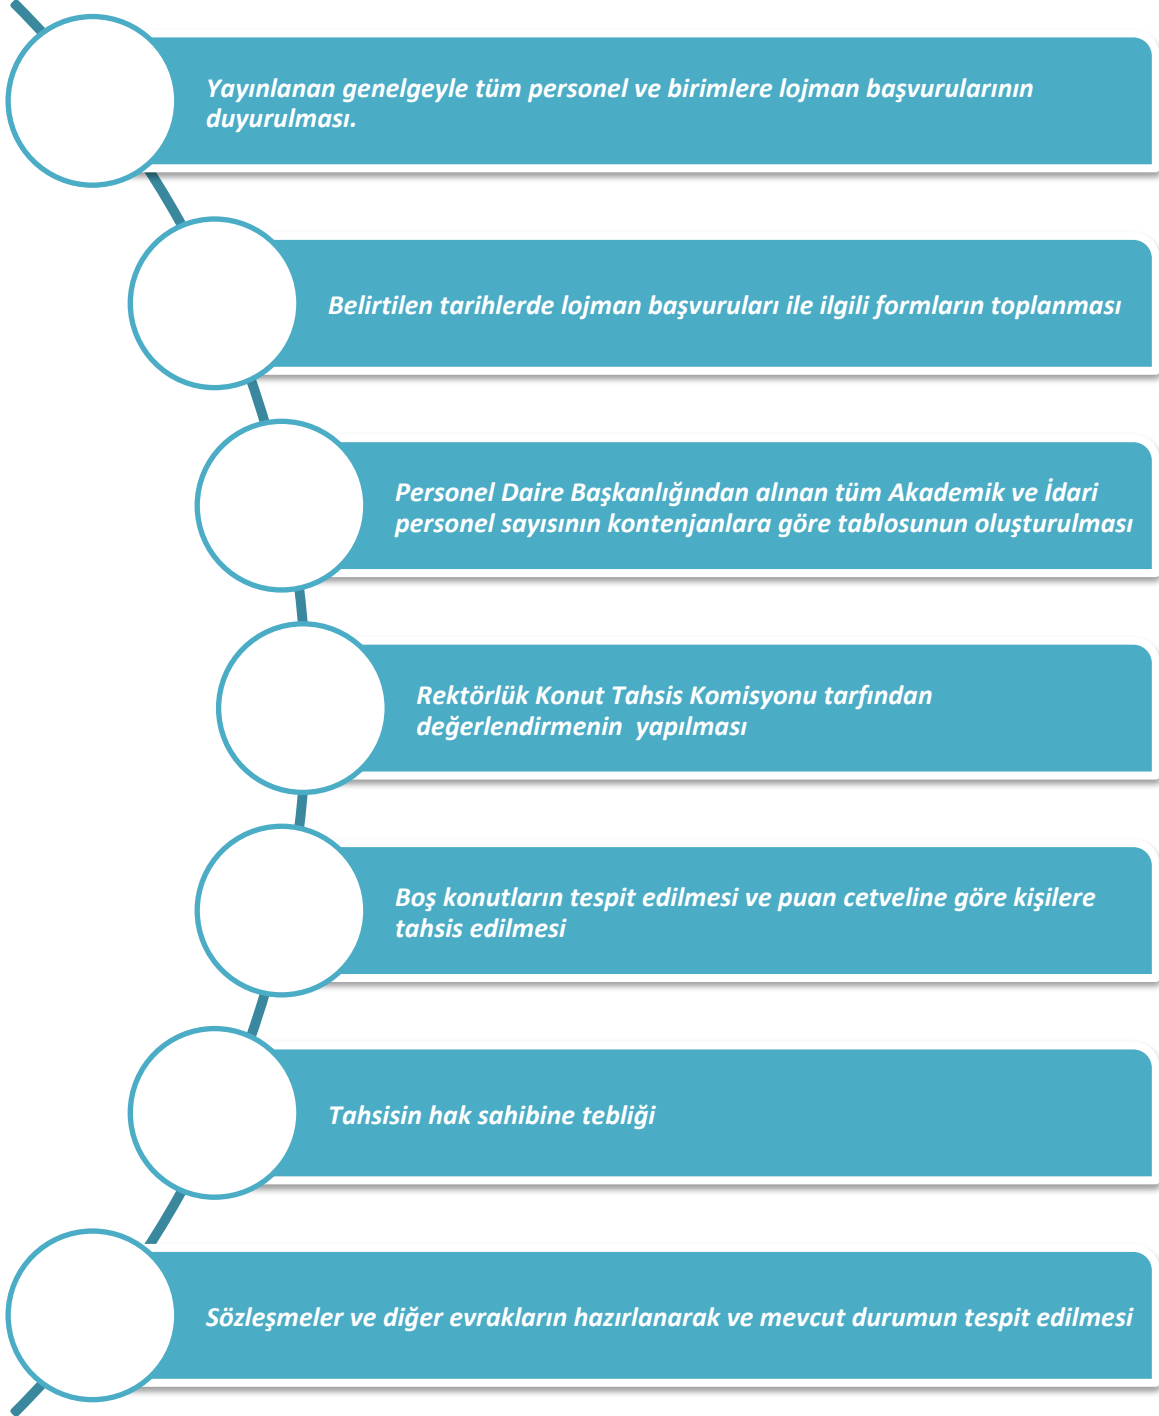 Yayınlanan genelgeyle tüm personel ve birimlere lojman başvurularının
duyurulması.
Belirtilen tarihlerde lojman başvuruları ile ilgili formların toplanması
Personel Daire Başkanlığından alınan tüm Akademik ve İdari
personel sayısının kontenjanlara göre tablosunun oluşturulması
Rektörlük Konut Tahsis Komisyonu tarfından
değerlendirmenin  yapılması
Boş konutların tespit edilmesi ve puan cetveline göre kişilere
tahsis edilmesi
Tahsisin hak sahibine tebliği
Sözleşmeler ve diğer evrakların hazırlanarak ve mevcut durumun tespit edilmesi